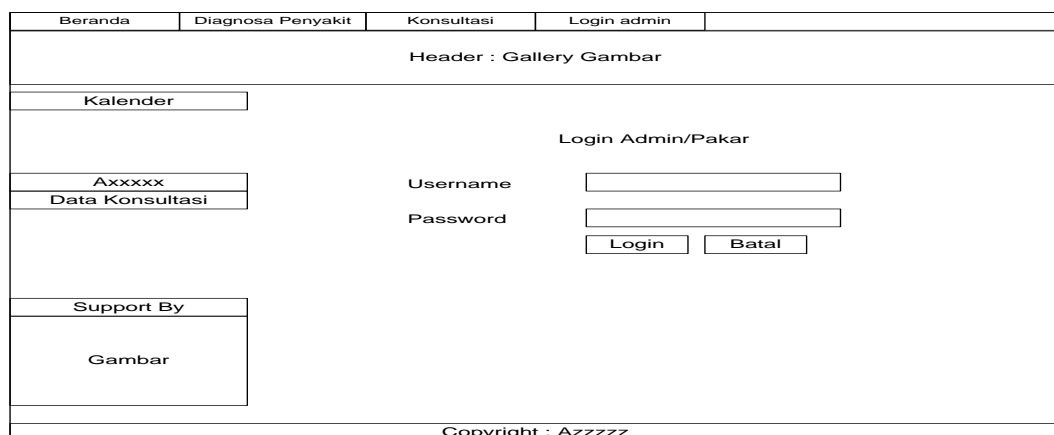 Beranda Diagnosa Penyakit Konsultasi Login admin
Header : Gallery Gambar
Kalender
Login Admin/Pakar
Axxxxx
Data Konsultasi
Username
Password
Login Batal
Support By
Gambar
Copyright : Azzzzz